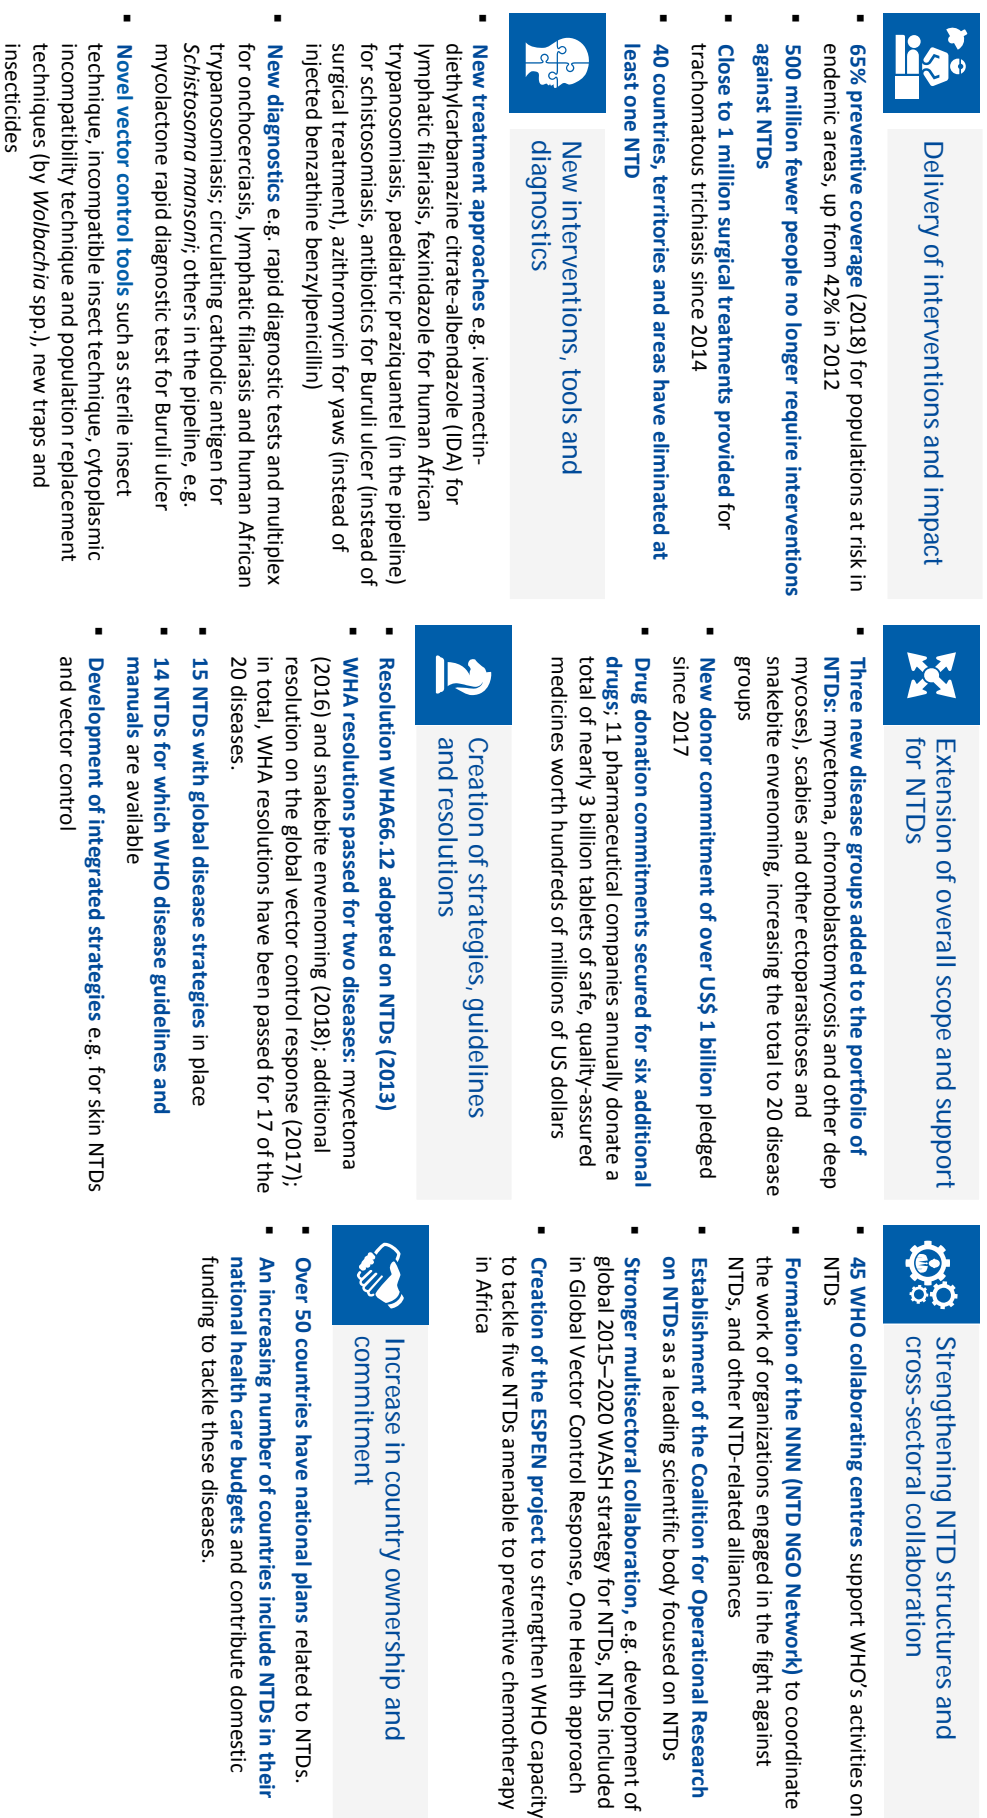 Delivery of interventions and impact
▪ 65% preventive coverage (2018) for populations at risk in
endemic areas, up from 42% in 2012
▪ 500 million fewer people no longer require interventions
against NTDs
▪ Close to 1 million surgical treatments provided for
trachomatous trichiasis since 2014
▪ 40 countries, territories and areas have eliminated at
least one NTD
New interventions, tools and
diagnostics
▪ New treatment approaches e.g. ivermectin-
diethylcarbamazine citrate-albendazole (IDA) for
lymphatic filariasis, fexinidazole for human African
trypanosomiasis, paediatric praziquantel (in the pipeline)
for schistosomiasis, antibiotics for Buruli ulcer (instead of
surgical treatment), azithromycin for yaws (instead of
injected benzathine benzylpenicillin)
▪ New diagnostics e.g. rapid diagnostic tests and multiplex
for onchocerciasis, lymphatic filariasis and human African
trypanosomiasis; circulating cathodic antigen for
Schistosoma mansoni; others in the pipeline, e.g.
mycolactone rapid diagnostic test for Buruli ulcer
▪ Novel vector control tools such as sterile insect
technique, incompatible insect technique, cytoplasmic
incompatibility technique and population replacement
techniques (by Wolbachia spp.), new traps and
insecticides
Extension of overall scope and support
for NTDs
▪ Three new disease groups added to the portfolio of
NTDs: mycetoma, chromoblastomycosis and other deep
mycoses), scabies and other ectoparasitoses and
snakebite envenoming, increasing the total to 20 disease
groups
▪ New donor commitment of over US$ 1 billion pledged
since 2017
▪ Drug donation commitments secured for six additional
drugs; 11 pharmaceutical companies annually donate a
total of nearly 3 billion tablets of safe, quality-assured
medicines worth hundreds of millions of US dollars
Creation of strategies, guidelines
and resolutions
▪ Resolution WHA66.12 adopted on NTDs (2013)
▪ WHA resolutions passed for two diseases: mycetoma
(2016) and snakebite envenoming (2018); additional
resolution on the global vector control response (2017);
in total, WHA resolutions have been passed for 17 of the
20 diseases.
▪ 15 NTDs with global disease strategies in place
▪ 14 NTDs for which WHO disease guidelines and
manuals are available
▪ Development of integrated strategies e.g. for skin NTDs
and vector control
Strengthening NTD structures and
cross-sectoral collaboration
▪ 45 WHO collaborating centres support WHO's activities on
NTDs
▪ Formation of the NNN (NTD NGO Network) to coordinate
the work of organizations engaged in the fight against
NTDs, and other NTD-related alliances
▪ Establishment of the Coalition for Operational Research
on NTDs as a leading scientific body focused on NTDs
▪ Stronger multisectoral collaboration, e.g. development of
global 2015–2020 WASH strategy for NTDs, NTDs included
in Global Vector Control Response, One Health approach
▪ Creation of the ESPEN project to strengthen WHO capacity
to tackle five NTDs amenable to preventive chemotherapy
in Africa
Increase in country ownership and
commitment
▪ Over 50 countries have national plans related to NTDs.
▪ An increasing number of countries include NTDs in their
national health care budgets and contribute domestic
funding to tackle these diseases.